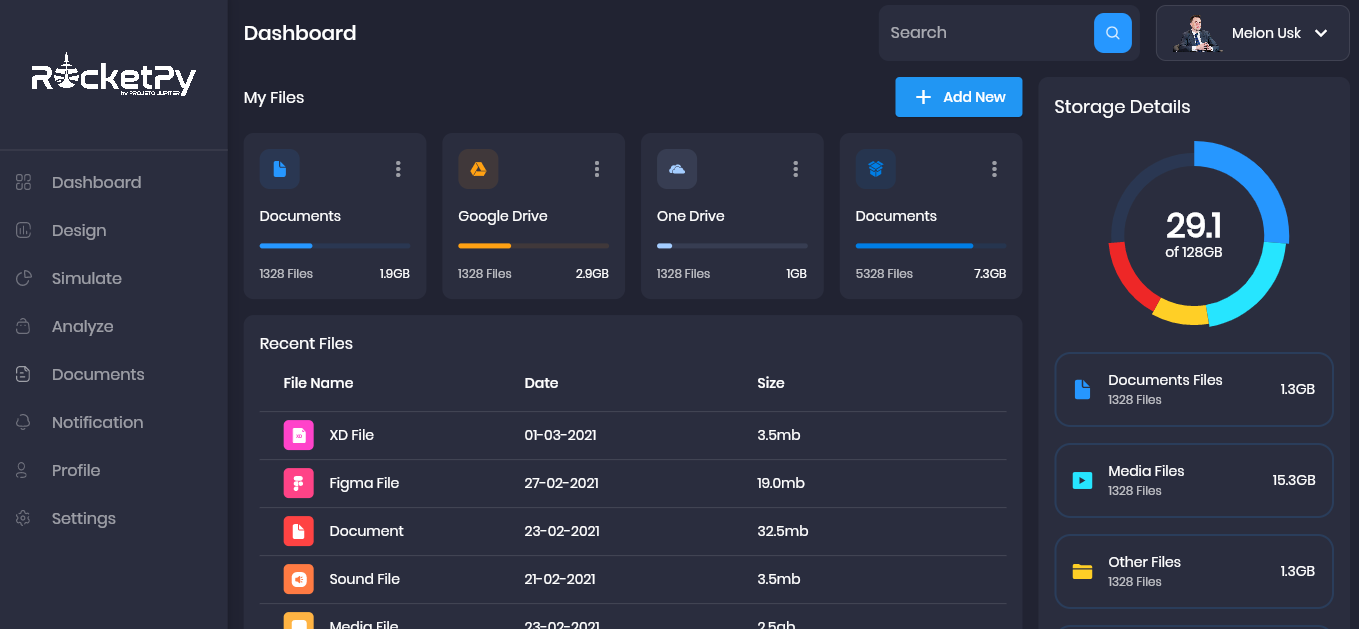 RocketPy
by PROJETO JUPITER
Dashboard
Design
Simulate
Analyze
Documents
Notification
Profile
Settings
Dashboard
Search
Melon Usk
My Files
Add New
Documents
1328 Files 1.9GB
Google Drive
1328 Files 2.9GB
One Drive
1328 Files 1GB
Documents
5328 Files 7.3GB
Recent Files
File Name Date Size
XD File 01-03-2021 3.5mb
Figma File 27-02-2021 19.0mb
Document 23-02-2021 32.5mb
Sound File 21-02-2021 3.5mb
Media File 23-02-2021 2.5gb
Storage Details
29.1
of 128GB
Documents Files
1328 Files
1.3GB
Media Files
1328 Files
15.3GB
Other Files
1328 Files
1.3GB